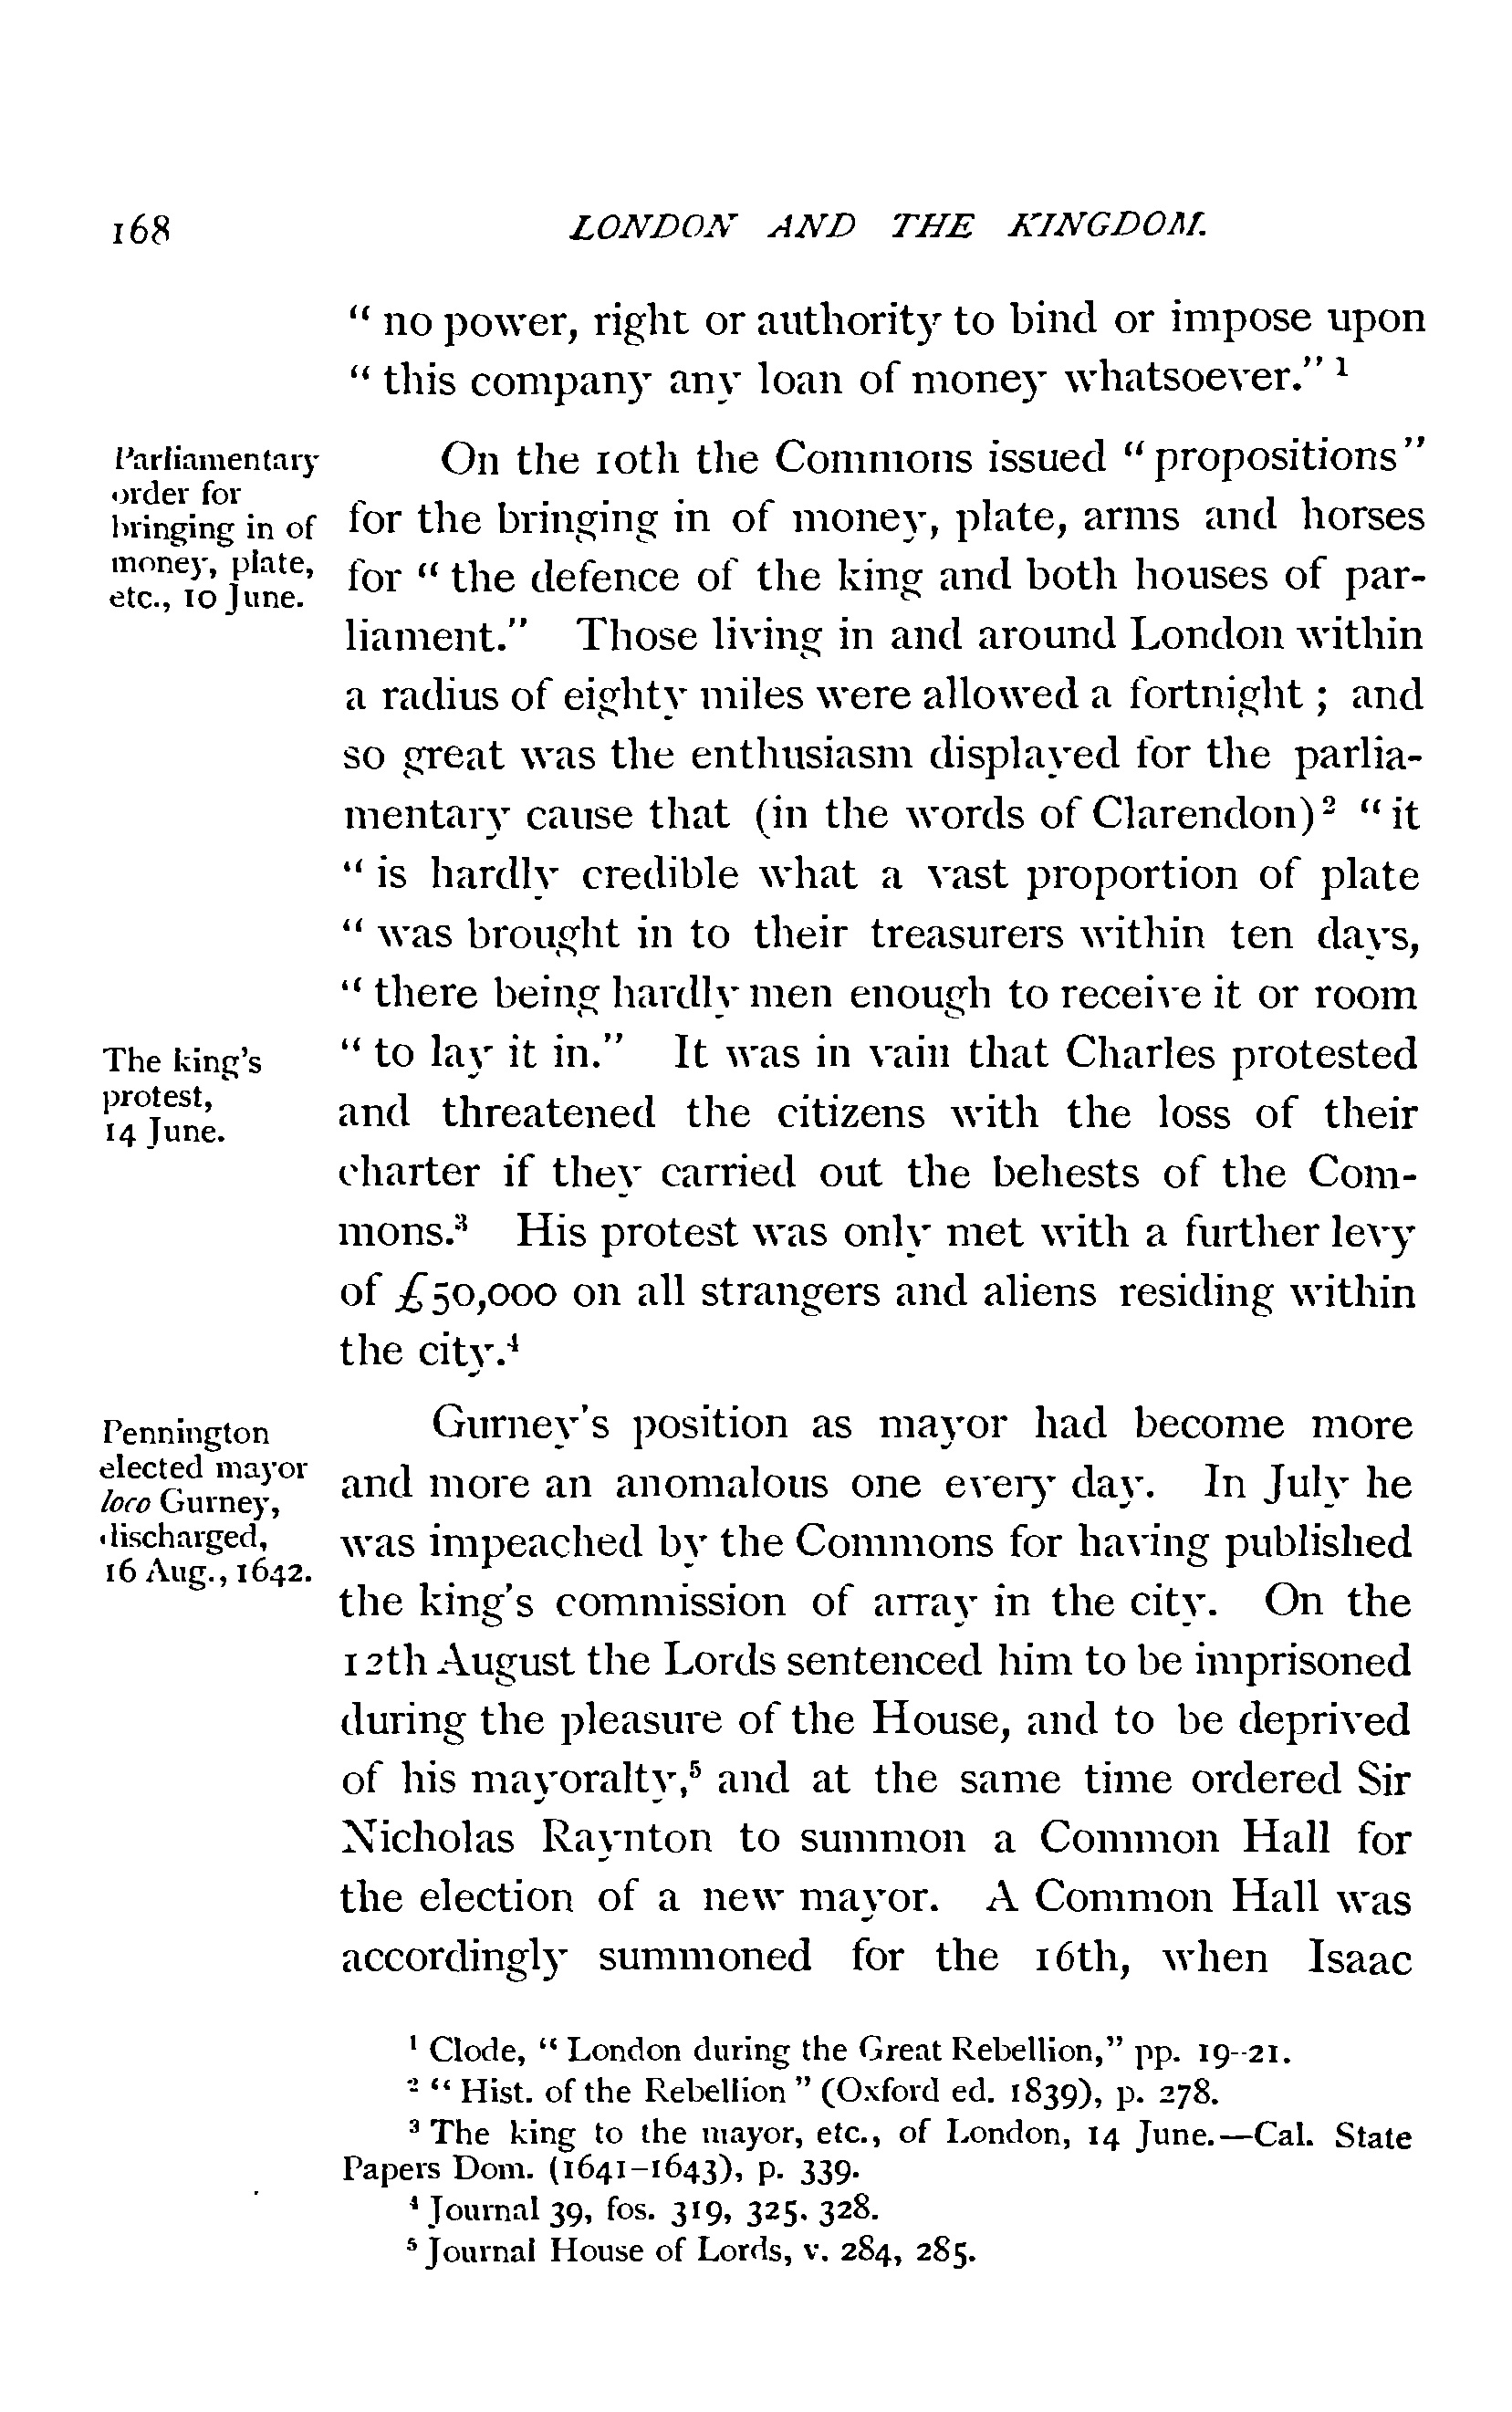 168 LONDON AND THE KINGDOM.
“ no power, right or authority to bind or impose upon
“ this company any loan of money whatsoever.” ¹
Parliamentary
order for
bringing in of
money, plate,
etc., 10 June.
On the 10th the Commons issued “propositions”
for the bringing in of money, plate, arms and horses
for “ the defence of the king and both houses of par-
liament.” Those living in and around London within
a radius of eighty miles were allowed a fortnight ; and
so great was the enthusiasm displayed for the parlia-
mentary cause that (in the words of Clarendon)² “ it
“ is hardly credible what a vast proportion of plate
“ was brought in to their treasurers within ten days,
“ there being hardly men enough to receive it or room
The king’s
protest,
14 June.
“ to lay it in.” It was in vain that Charles protested
and threatened the citizens with the loss of their
charter if they carried out the behests of the Com-
mons.³ His protest was only met with a further levy
of £50,000 on all strangers and aliens residing within
the city.⁴
Pennington
elected mayor
loco Gurney,
discharged,
16 Aug., 1642.
Gurney’s position as mayor had become more
and more an anomalous one every day. In July he
was impeached by the Commons for having published
the king’s commission of array in the city. On the
12th August the Lords sentenced him to be imprisoned
during the pleasure of the House, and to be deprived
of his mayoralty,⁵ and at the same time ordered Sir
Nicholas Raynton to summon a Common Hall for
the election of a new mayor. A Common Hall was
accordingly summoned for the 16th, when Isaac
¹ Clode, “ London during the Great Rebellion,” pp. 19-21.
² “ Hist. of the Rebellion ” (Oxford ed. 1839), p. 278.
³ The king to the mayor, etc., of London, 14 June.—Cal. State
Papers Dom. (1641-1643), p. 339.
⁴ Journal 39, fos. 319, 325, 328.
⁵ Journal House of Lords, v. 284, 285.